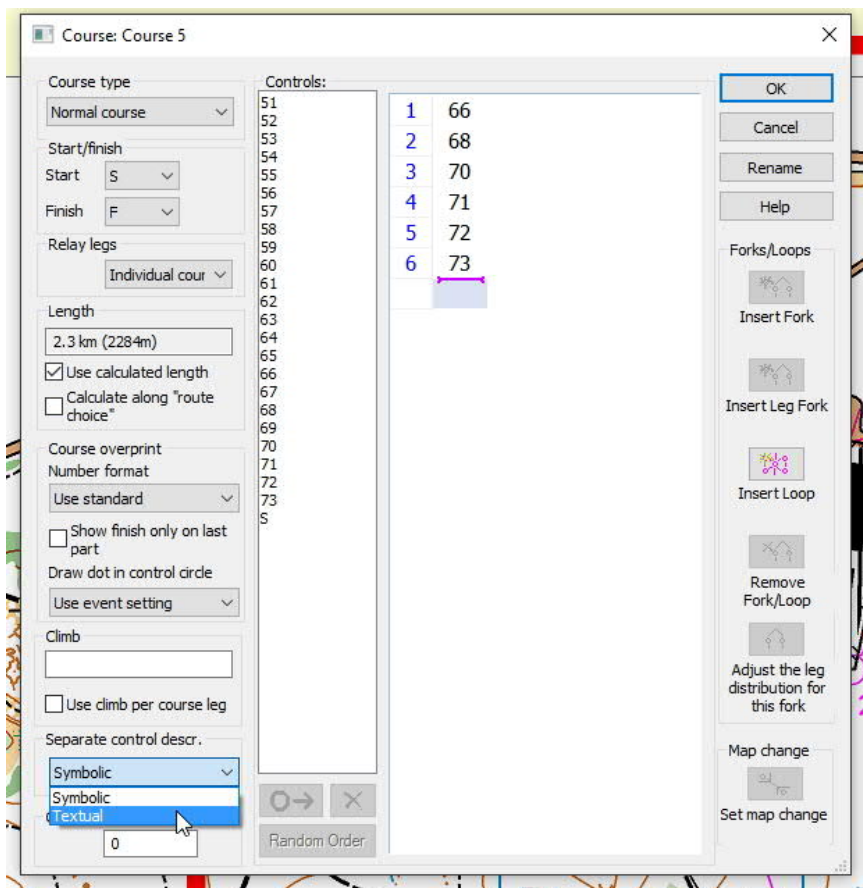 Course: Course 5
Course type
Normal course
Start/finish
Start S
Finish F
Relay legs
Individual cour
Length
2.3 km (2284m)
Use calculated length
Calculate along "route
choice"
Course overprint
Number format
Use standard
Show finish only on last
part
Draw dot in control circle
Use event setting
Climb
Use climb per course leg
Separate control descr.
Symbolic
Symbolic
Textual
0
Controls:
51
52
53
54
55
56
57
58
59
60
61
62
63
64
65
66
67
68
69
70
71
72
73
S
Random Order
1 66
2 68
3 70
4 71
5 72
6 73
OK
Cancel
Rename
Help
Forks/Loops
Insert Fork
Insert Leg Fork
Insert Loop
Remove
Fork/Loop
Adjust the leg
distribution for
this fork
Map change
Set map change